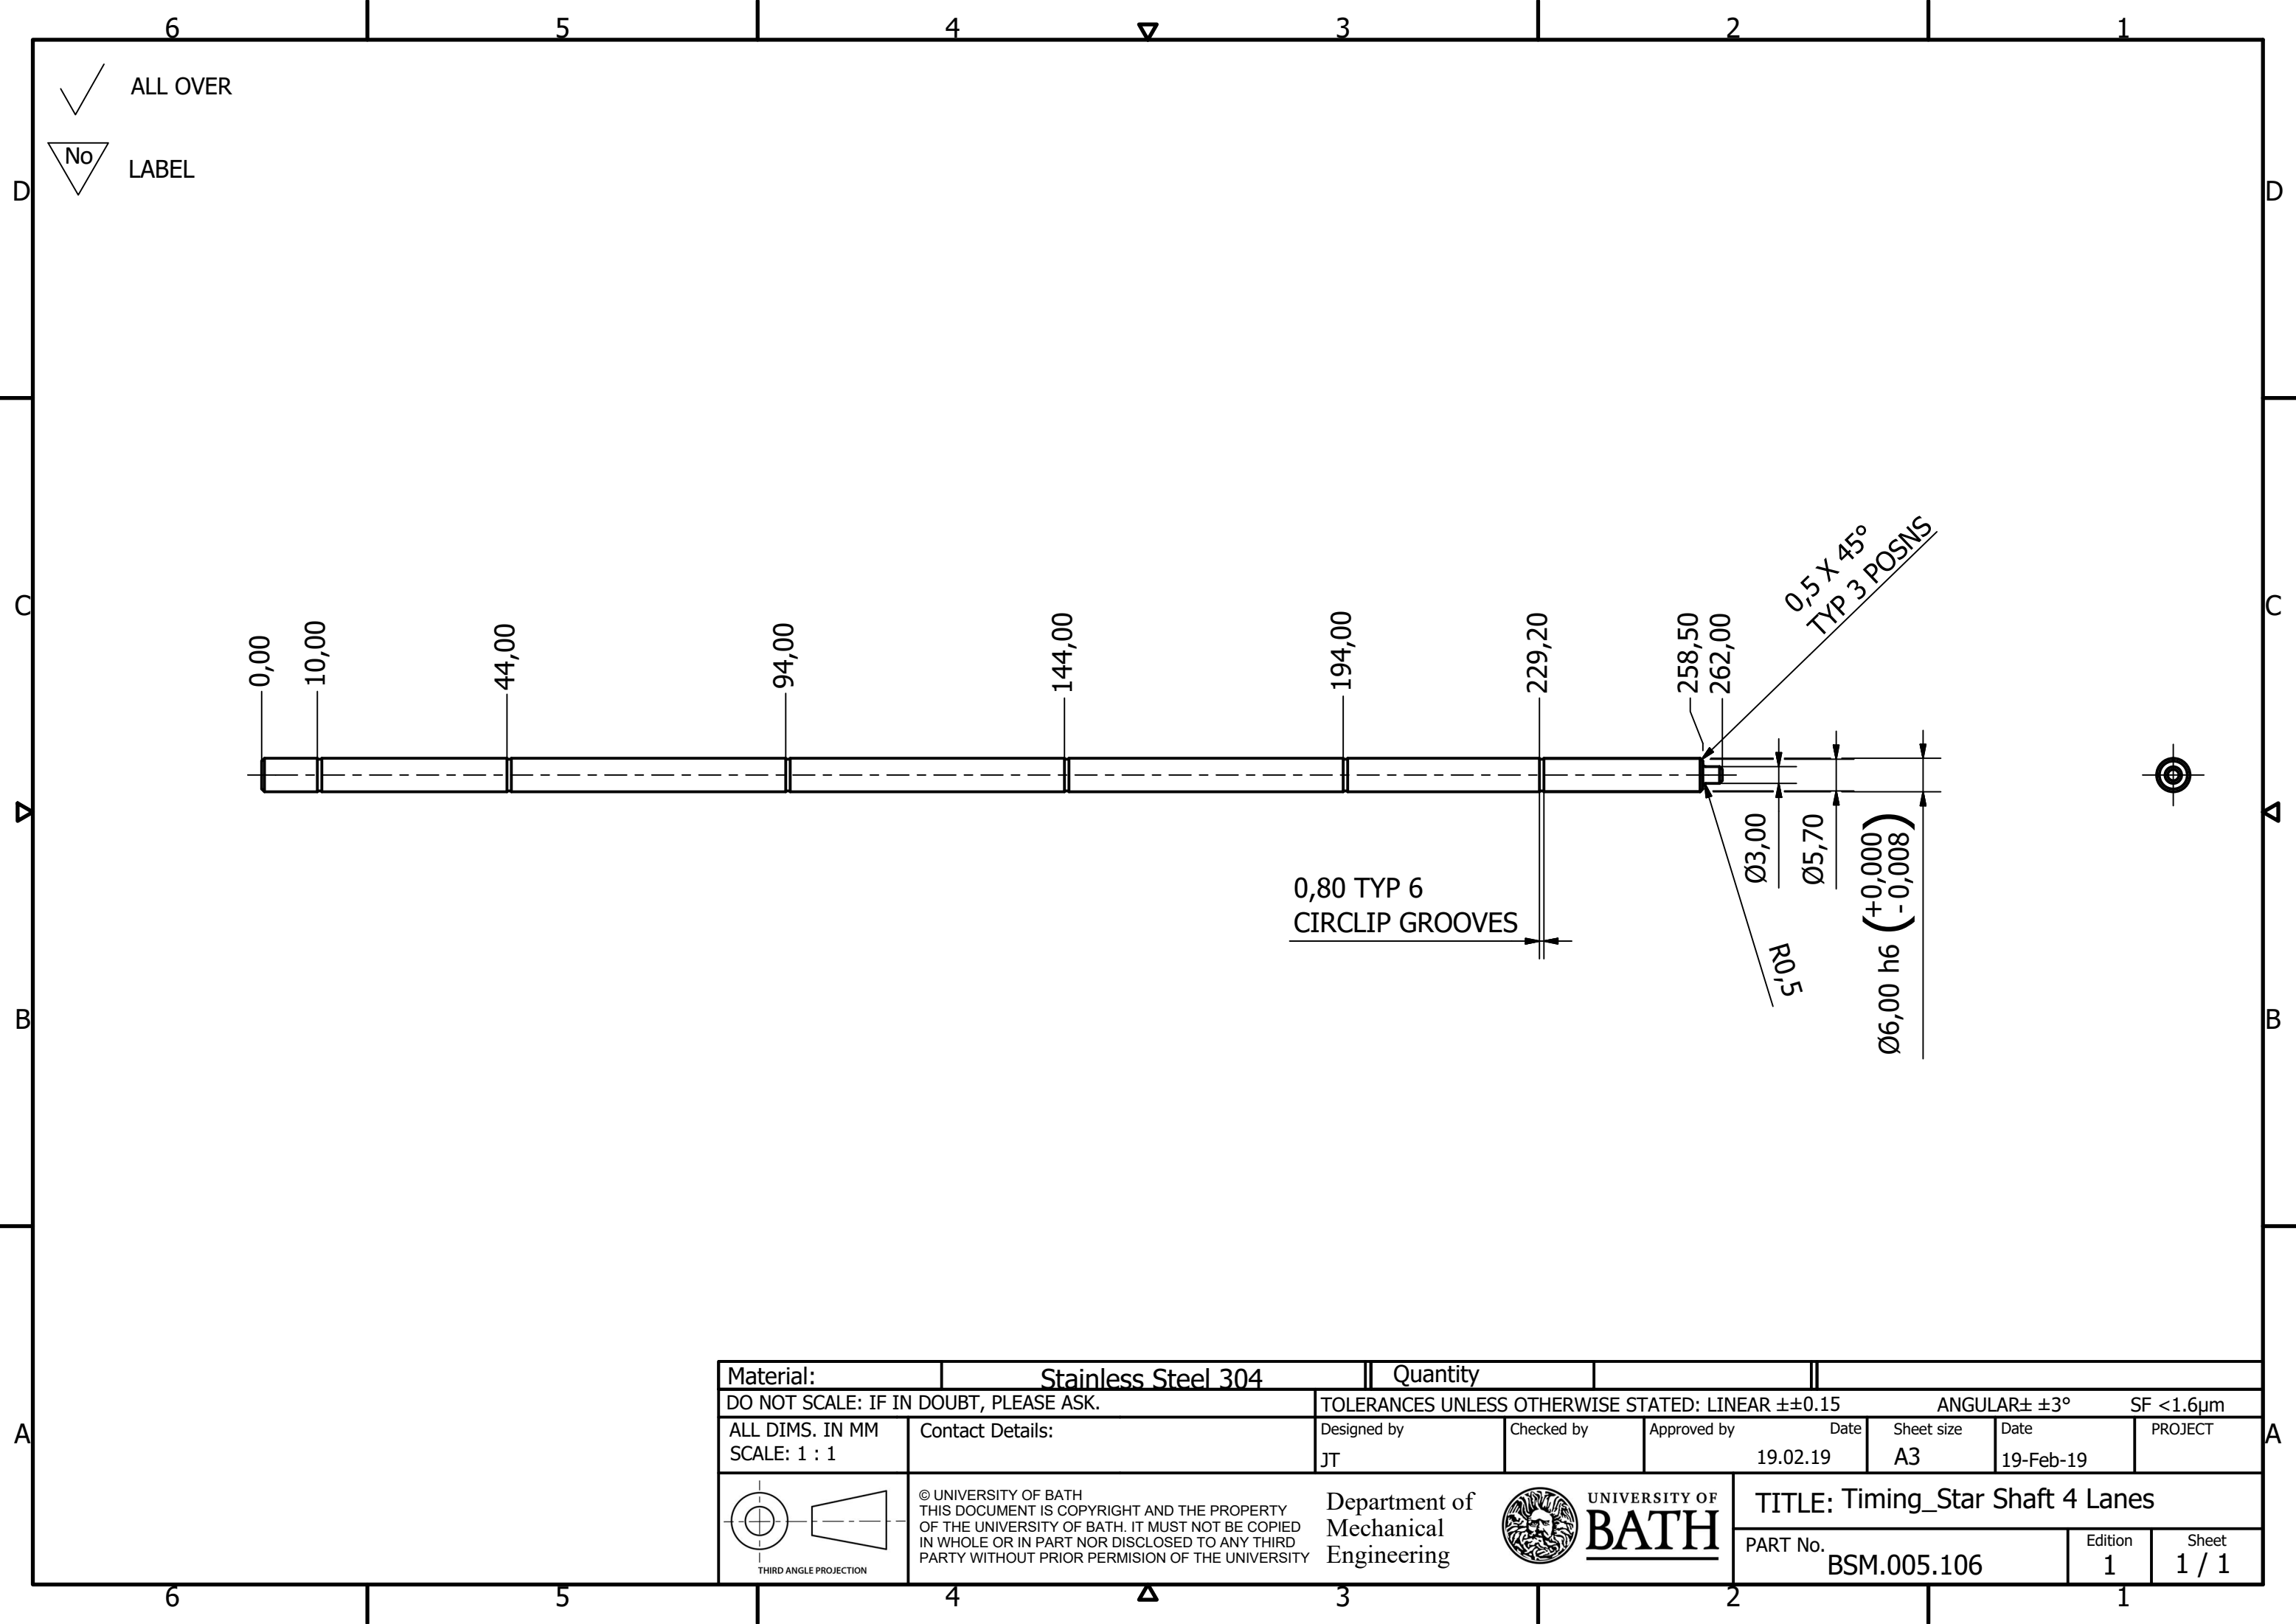 6 5 4 3 2 1
ALL OVER
No
LABEL
D D
C C
B B
A A
0,00
10,00
44,00
94,00
144,00
194,00
229,20
258,50
262,00
0,5 X 45°
TYP 3 POSNS
0,80 TYP 6
CIRCLIP GROOVES
R0,5
Ø3,00
Ø5,70
Ø6,00 h6 (+0,000 -0,008)
Material: Stainless Steel 304 Quantity
DO NOT SCALE: IF IN DOUBT, PLEASE ASK. TOLERANCES UNLESS OTHERWISE STATED: LINEAR ±±0.15 ANGULAR± ±3° SF <1.6µm
ALL DIMS. IN MM
SCALE: 1 : 1
Contact Details:
Designed by
JT
Checked by
Approved by
Date
19.02.19
Sheet size
A3
Date
19-Feb-19
PROJECT
THIRD ANGLE PROJECTION
© UNIVERSITY OF BATH
THIS DOCUMENT IS COPYRIGHT AND THE PROPERTY
OF THE UNIVERSITY OF BATH. IT MUST NOT BE COPIED
IN WHOLE OR IN PART NOR DISCLOSED TO ANY THIRD
PARTY WITHOUT PRIOR PERMISION OF THE UNIVERSITY
Department of
Mechanical
Engineering
UNIVERSITY OF
BATH
TITLE: Timing_Star Shaft 4 Lanes
PART No. BSM.005.106
Edition
1
Sheet
1 / 1
6 5 4 3 2 1